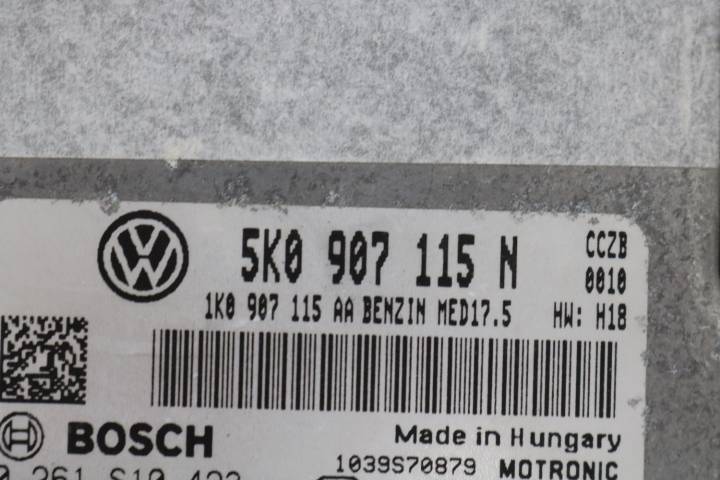 5K0 907 115 N
CCZB
0010
1K0 907 115 AA BENZIN MED17.5 HW: H18
BOSCH
Made in Hungary
1039S70879 MOTRONIC